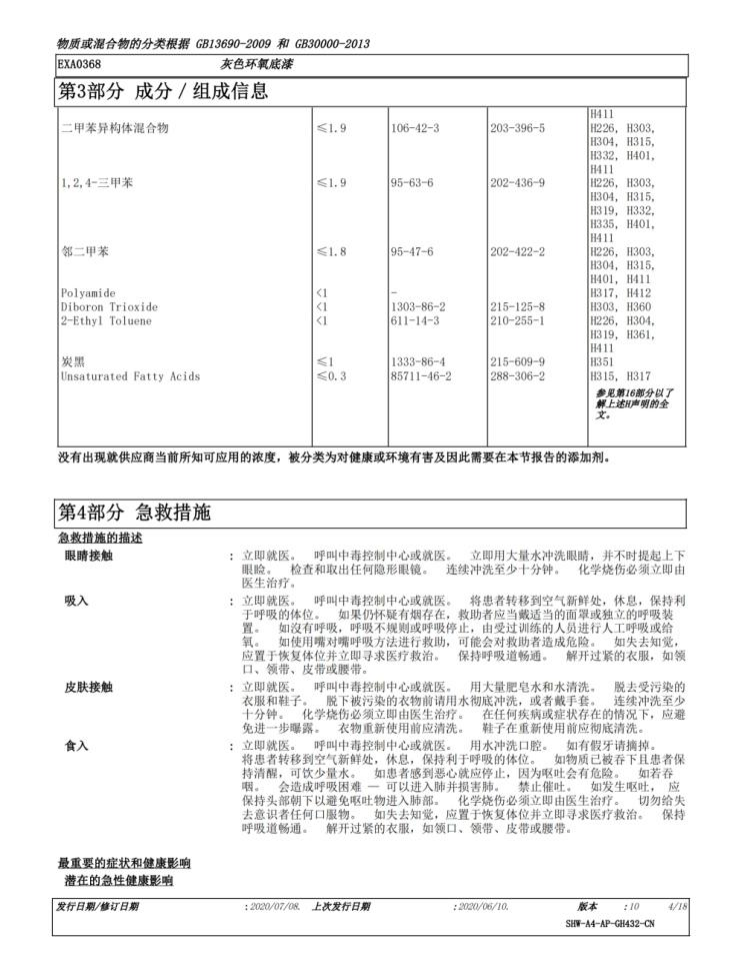 物质或混合物的分类根据 GB13690-2009 和 GB30000-2013
EXA0368 灰色环氧底漆
第3部分 成分 / 组成信息
H411
二甲苯异构体混合物 ≤1.9 106-42-3 203-396-5 H226, H303,
H304, H315,
H332, H401,
H411
1,2,4-三甲苯 ≤1.9 95-63-6 202-436-9 H226, H303,
H304, H315,
H319, H332,
H335, H401,
H411
邻二甲苯 ≤1.8 95-47-6 202-422-2 H226, H303,
H304, H315,
H401, H411
Polyamide <1 - H317, H412
Diboron Trioxide <1 1303-86-2 215-125-8 H303, H360
2-Ethyl Toluene <1 611-14-3 210-255-1 H226, H304,
H319, H361,
H411
炭黑 ≤1 1333-86-4 215-609-9 H351
Unsaturated Fatty Acids ≤0.3 85711-46-2 288-306-2 H315, H317
参见第16部分以了
解上述H声明的全
文。
没有出现就供应商当前所知可应用的浓度，被分类为对健康或环境有害及因此需要在本节报告的添加剂。
第4部分 急救措施
急救措施的描述
眼睛接触 : 立即就医。 呼叫中毒控制中心或就医。 立即用大量水冲洗眼睛，并不时提起上下
眼睑。 检查和取出任何隐形眼镜。 连续冲洗至少十分钟。 化学烧伤必须立即由
医生治疗。
吸入 : 立即就医。 呼叫中毒控制中心或就医。 将患者转移到空气新鲜处，休息，保持利
于呼吸的体位。 如果仍怀疑有烟存在，救助者应当戴适当的面罩或独立的呼吸装
置。 如没有呼吸，呼吸不规则或呼吸停止，由受过训练的人员进行人工呼吸或给
氧。 如使用嘴对嘴呼吸方法进行救助，可能会对救助者造成危险。 如失去知觉，
应置于恢复体位并立即寻求医疗救治。 保持呼吸道畅通。 解开过紧的衣服，如领
口、领带、皮带或腰带。
皮肤接触 : 立即就医。 呼叫中毒控制中心或就医。 用大量肥皂水和水清洗。 脱去受污染的
衣服和鞋子。 脱下被污染的衣物前请用水彻底冲洗，或者戴手套。 连续冲洗至少
十分钟。 化学烧伤必须立即由医生治疗。 在任何疾病或症状存在的情况下，应避
免进一步曝露。 衣物重新使用前应清洗。 鞋子在重新使用前应彻底清洗。
食入 : 立即就医。 呼叫中毒控制中心或就医。 用水冲洗口腔。 如有假牙请摘掉。
将患者转移到空气新鲜处，休息，保持利于呼吸的体位。 如物质已被吞下且患者保
持清醒，可饮少量水。 如患者感到恶心就应停止，因为呕吐会有危险。 如若吞
咽。 会造成呼吸困难 — 可以进入肺并损害肺。 禁止催吐。 如发生呕吐， 应
保持头部朝下以避免呕吐物进入肺部。 化学烧伤必须立即由医生治疗。 切勿给失
去意识者任何口服物。 如失去知觉，应置于恢复体位并立即寻求医疗救治。 保持
呼吸道畅通。 解开过紧的衣服，如领口、领带、皮带或腰带。
最重要的症状和健康影响
潜在的急性健康影响
发行日期/修订日期 : 2020/07/08. 上次发行日期 : 2020/06/10. 版本 : 10 4/18
SHW-A4-AP-GH432-CN